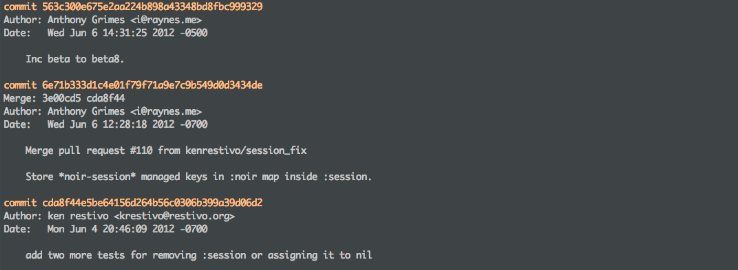 commit 563c300e675e2aa224b898a43348bd8fbc999329
Author: Anthony Grimes <i@raynes.me>
Date:   Wed Jun 6 14:31:25 2012 -0500
Inc beta to beta8.
commit 6e71b333d1c4e01f79f71a9e7c9b549d0d3434de
Merge: 3e00cd5 cda8f44
Author: Anthony Grimes <i@raynes.me>
Date:   Wed Jun 6 12:28:18 2012 -0700
Merge pull request #110 from kenrestivo/session_fix
Store *noir-session* managed keys in :noir map inside :session.
commit cda8f44e5be64156d264b56c0306b399a39d06d2
Author: ken restivo <krestivo@restivo.org>
Date:   Mon Jun 4 20:46:09 2012 -0700
add two more tests for removing :session or assigning it to nil